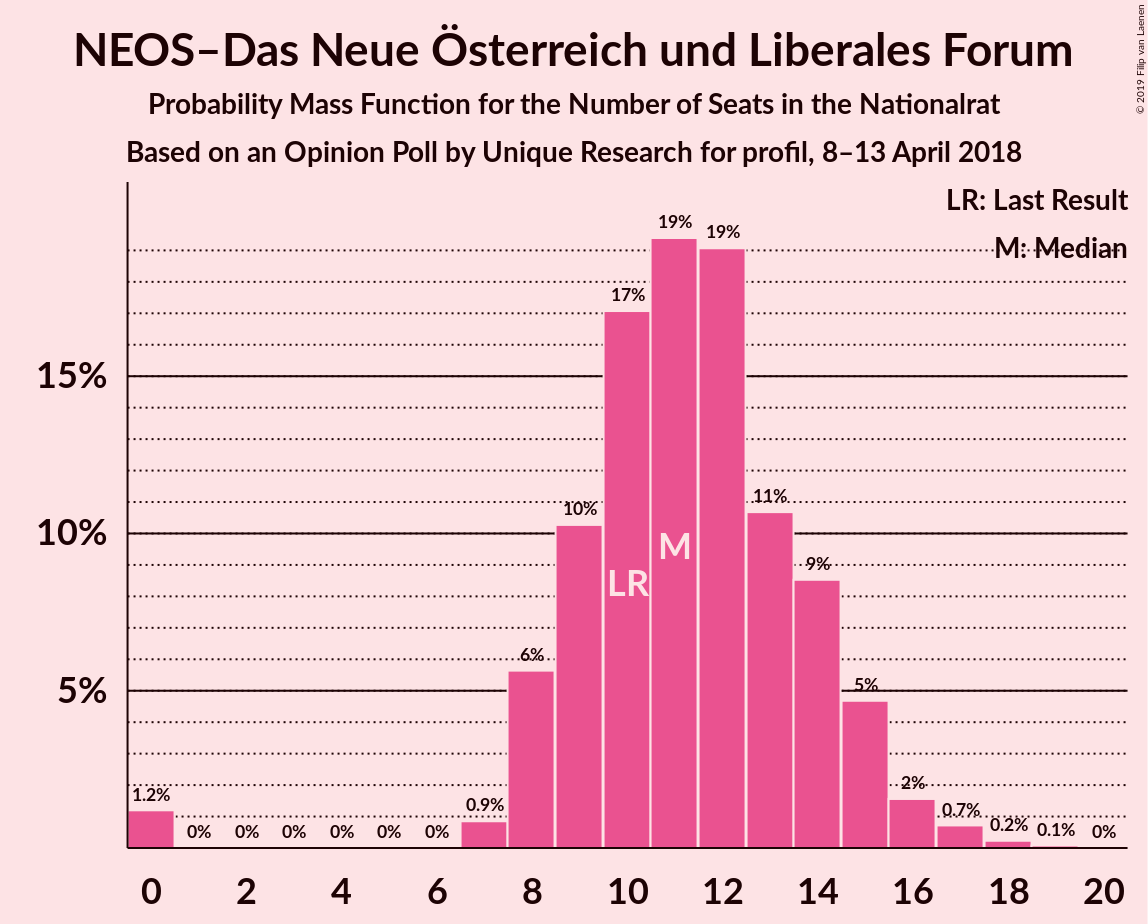 NEOS–Das Neue Österreich und Liberales Forum
Probability Mass Function for the Number of Seats in the Nationalrat
Based on an Opinion Poll by Unique Research for profil, 8–13 April 2018
© 2019 Filip van Laenen
LR: Last Result
M: Median
15%
10%
5%
1.2%
0%
0%
0%
0%
0%
0%
0.9%
6%
10%
17%
19%
19%
11%
9%
5%
2%
0.7%
0.2%
0.1%
0%
LR
M
0 2 4 6 8 10 12 14 16 18 20